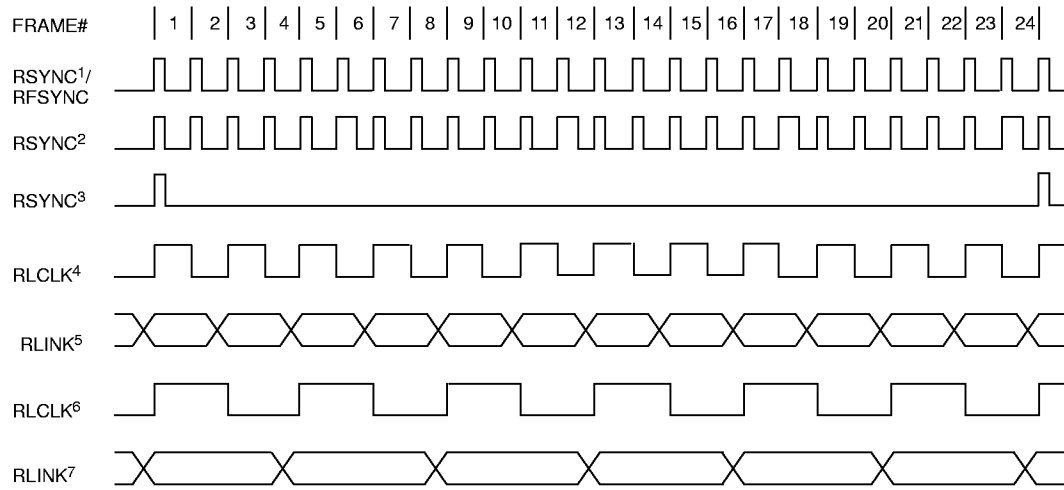 FRAME# 1 2 3 4 5 6 7 8 9 10 11 12 13 14 15 16 17 18 19 20 21 22 23 24
RSYNC¹/
RFSYNC
RSYNC²
RSYNC³
RLCLK⁴
RLINK⁵
RLCLK⁶
RLINK⁷